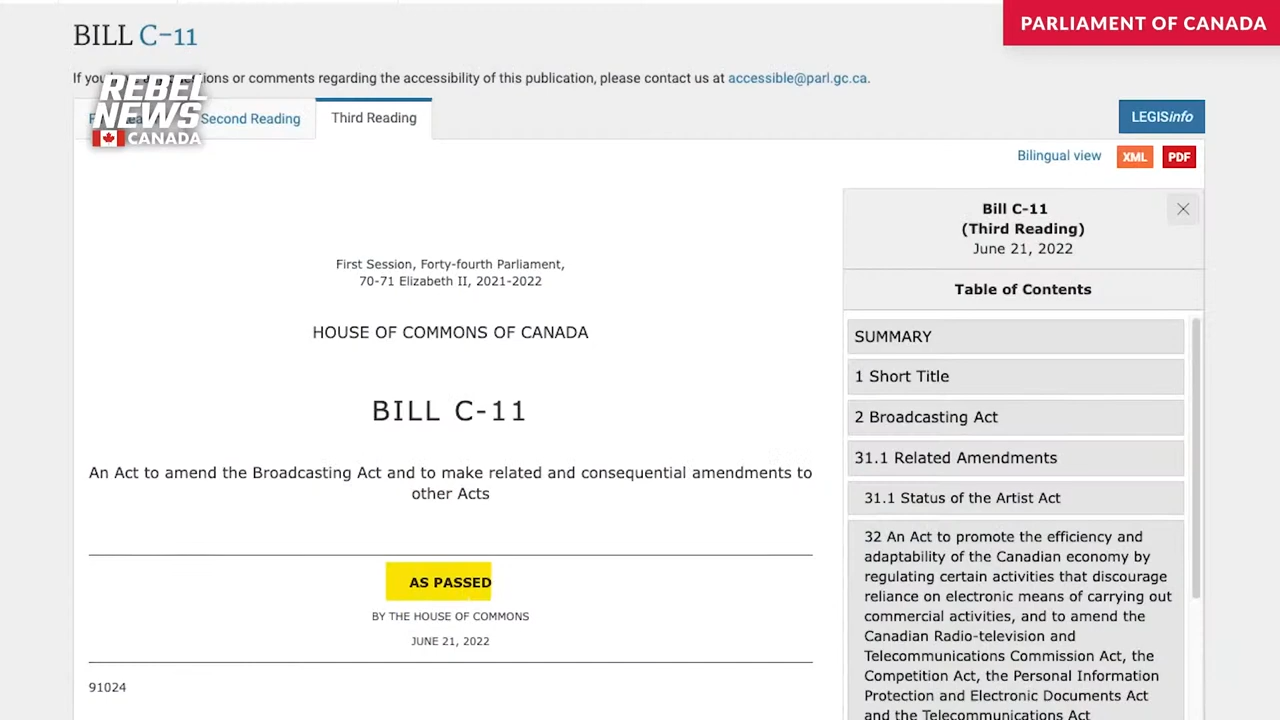 BILL C-11
PARLIAMENT OF CANADA
If you ions or comments regarding the accessibility of this publication, please contact us at accessible@parl.gc.ca.
REBEL
NEWS
CANADA
Second Reading
Third Reading
LEGISinfo
Bilingual view
XML
PDF
First Session, Forty-fourth Parliament,
70-71 Elizabeth II, 2021-2022
HOUSE OF COMMONS OF CANADA
BILL C-11
An Act to amend the Broadcasting Act and to make related and consequential amendments to
other Acts
AS PASSED
BY THE HOUSE OF COMMONS
JUNE 21, 2022
91024
Bill C-11
(Third Reading)
June 21, 2022
Table of Contents
SUMMARY
1 Short Title
2 Broadcasting Act
31.1 Related Amendments
31.1 Status of the Artist Act
32 An Act to promote the efficiency and
adaptability of the Canadian economy by
regulating certain activities that discourage
reliance on electronic means of carrying out
commercial activities, and to amend the
Canadian Radio-television and
Telecommunications Commission Act, the
Competition Act, the Personal Information
Protection and Electronic Documents Act
and the Telecommunications Act